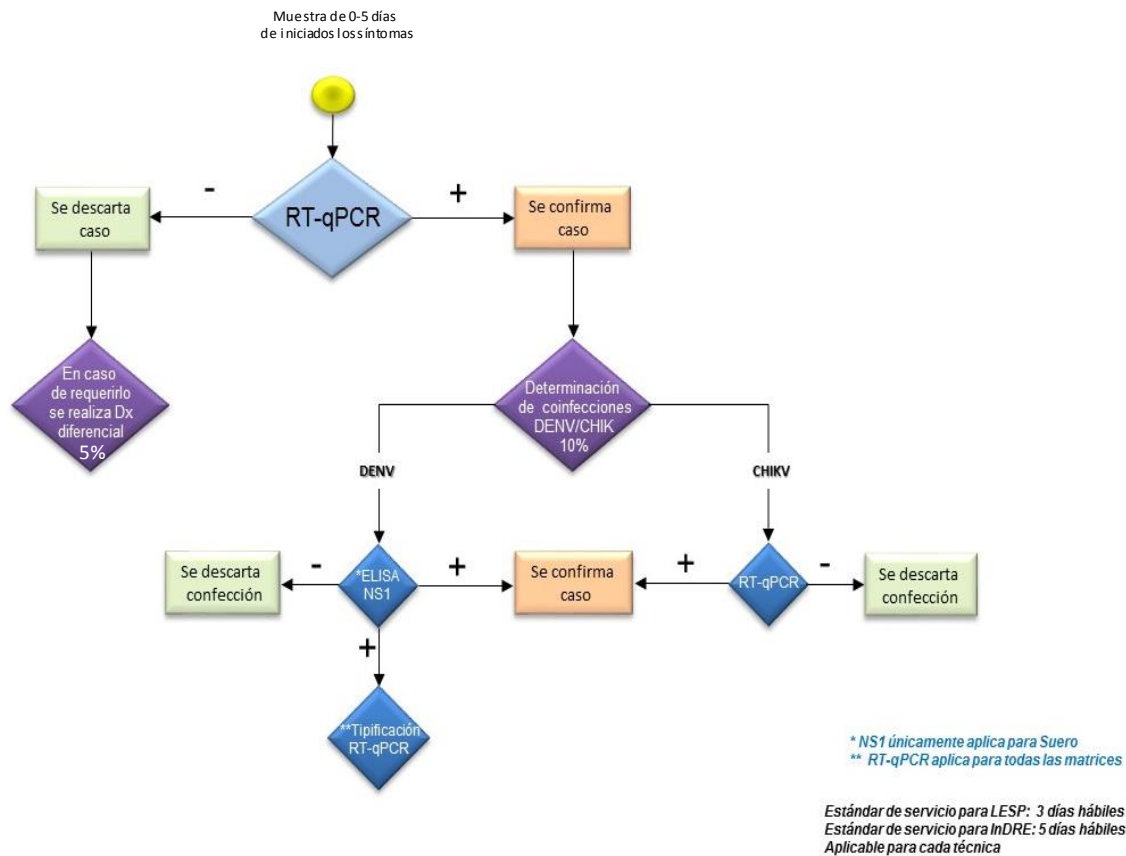 Muestra de 0-5 días
de iniciados los síntomas
-
+
Se descarta
caso
RT-qPCR
Se confirma
caso
En caso
de requerirlo
se realiza Dx
diferencial
5%
Determinación
de coinfecciones
DENV/CHIK
10%
DENV
CHIKV
Se descarta
confección
-
*ELISA
NS1
+
Se confirma
caso
+
RT-qPCR
-
Se descarta
confección
+
**Tipificación
RT-qPCR
* NS1 únicamente aplica para Suero
** RT-qPCR aplica para todas las matrices
Estándar de servicio para LESP: 3 días hábiles
Estándar de servicio para InDRE: 5 días hábiles
Aplicable para cada técnica